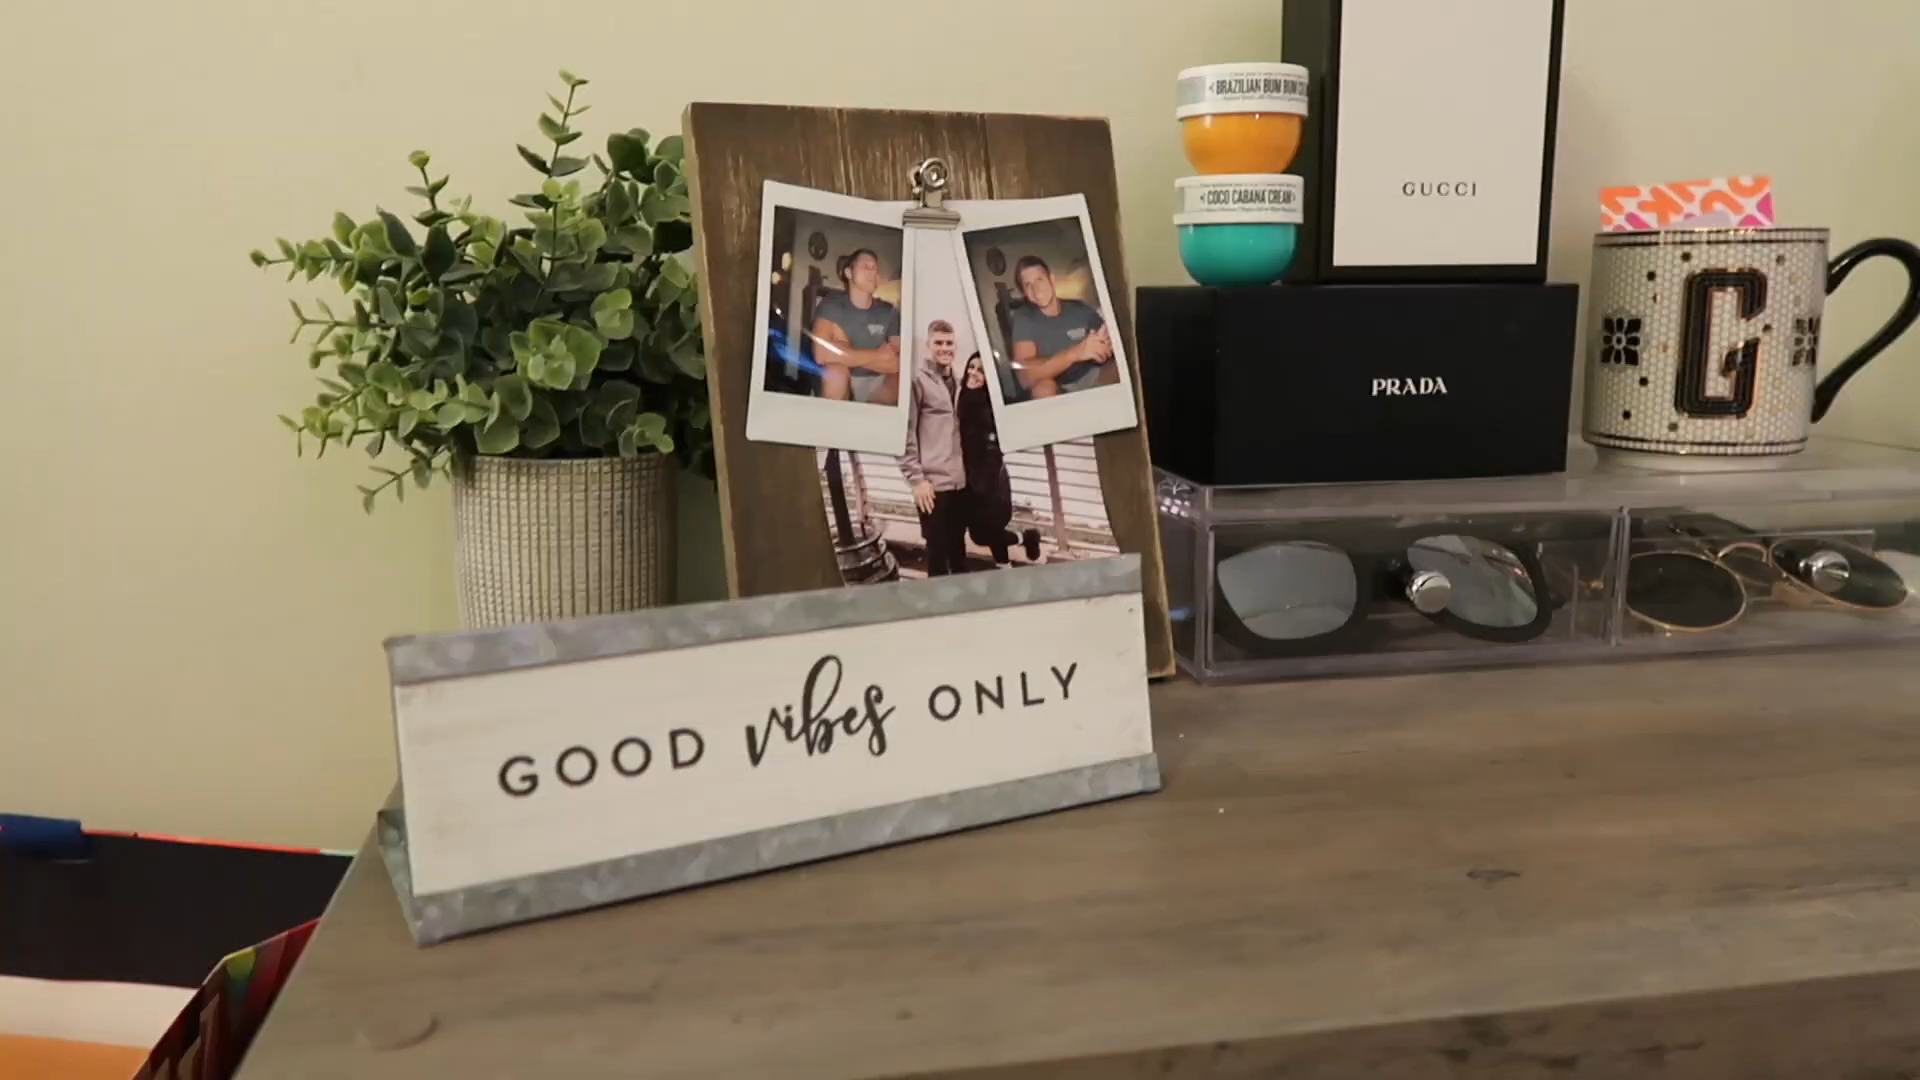 BRAZILIAN BUM BUM
COCO CABANA CREAM
GUCCI
PRADA
G
GOOD vibes ONLY